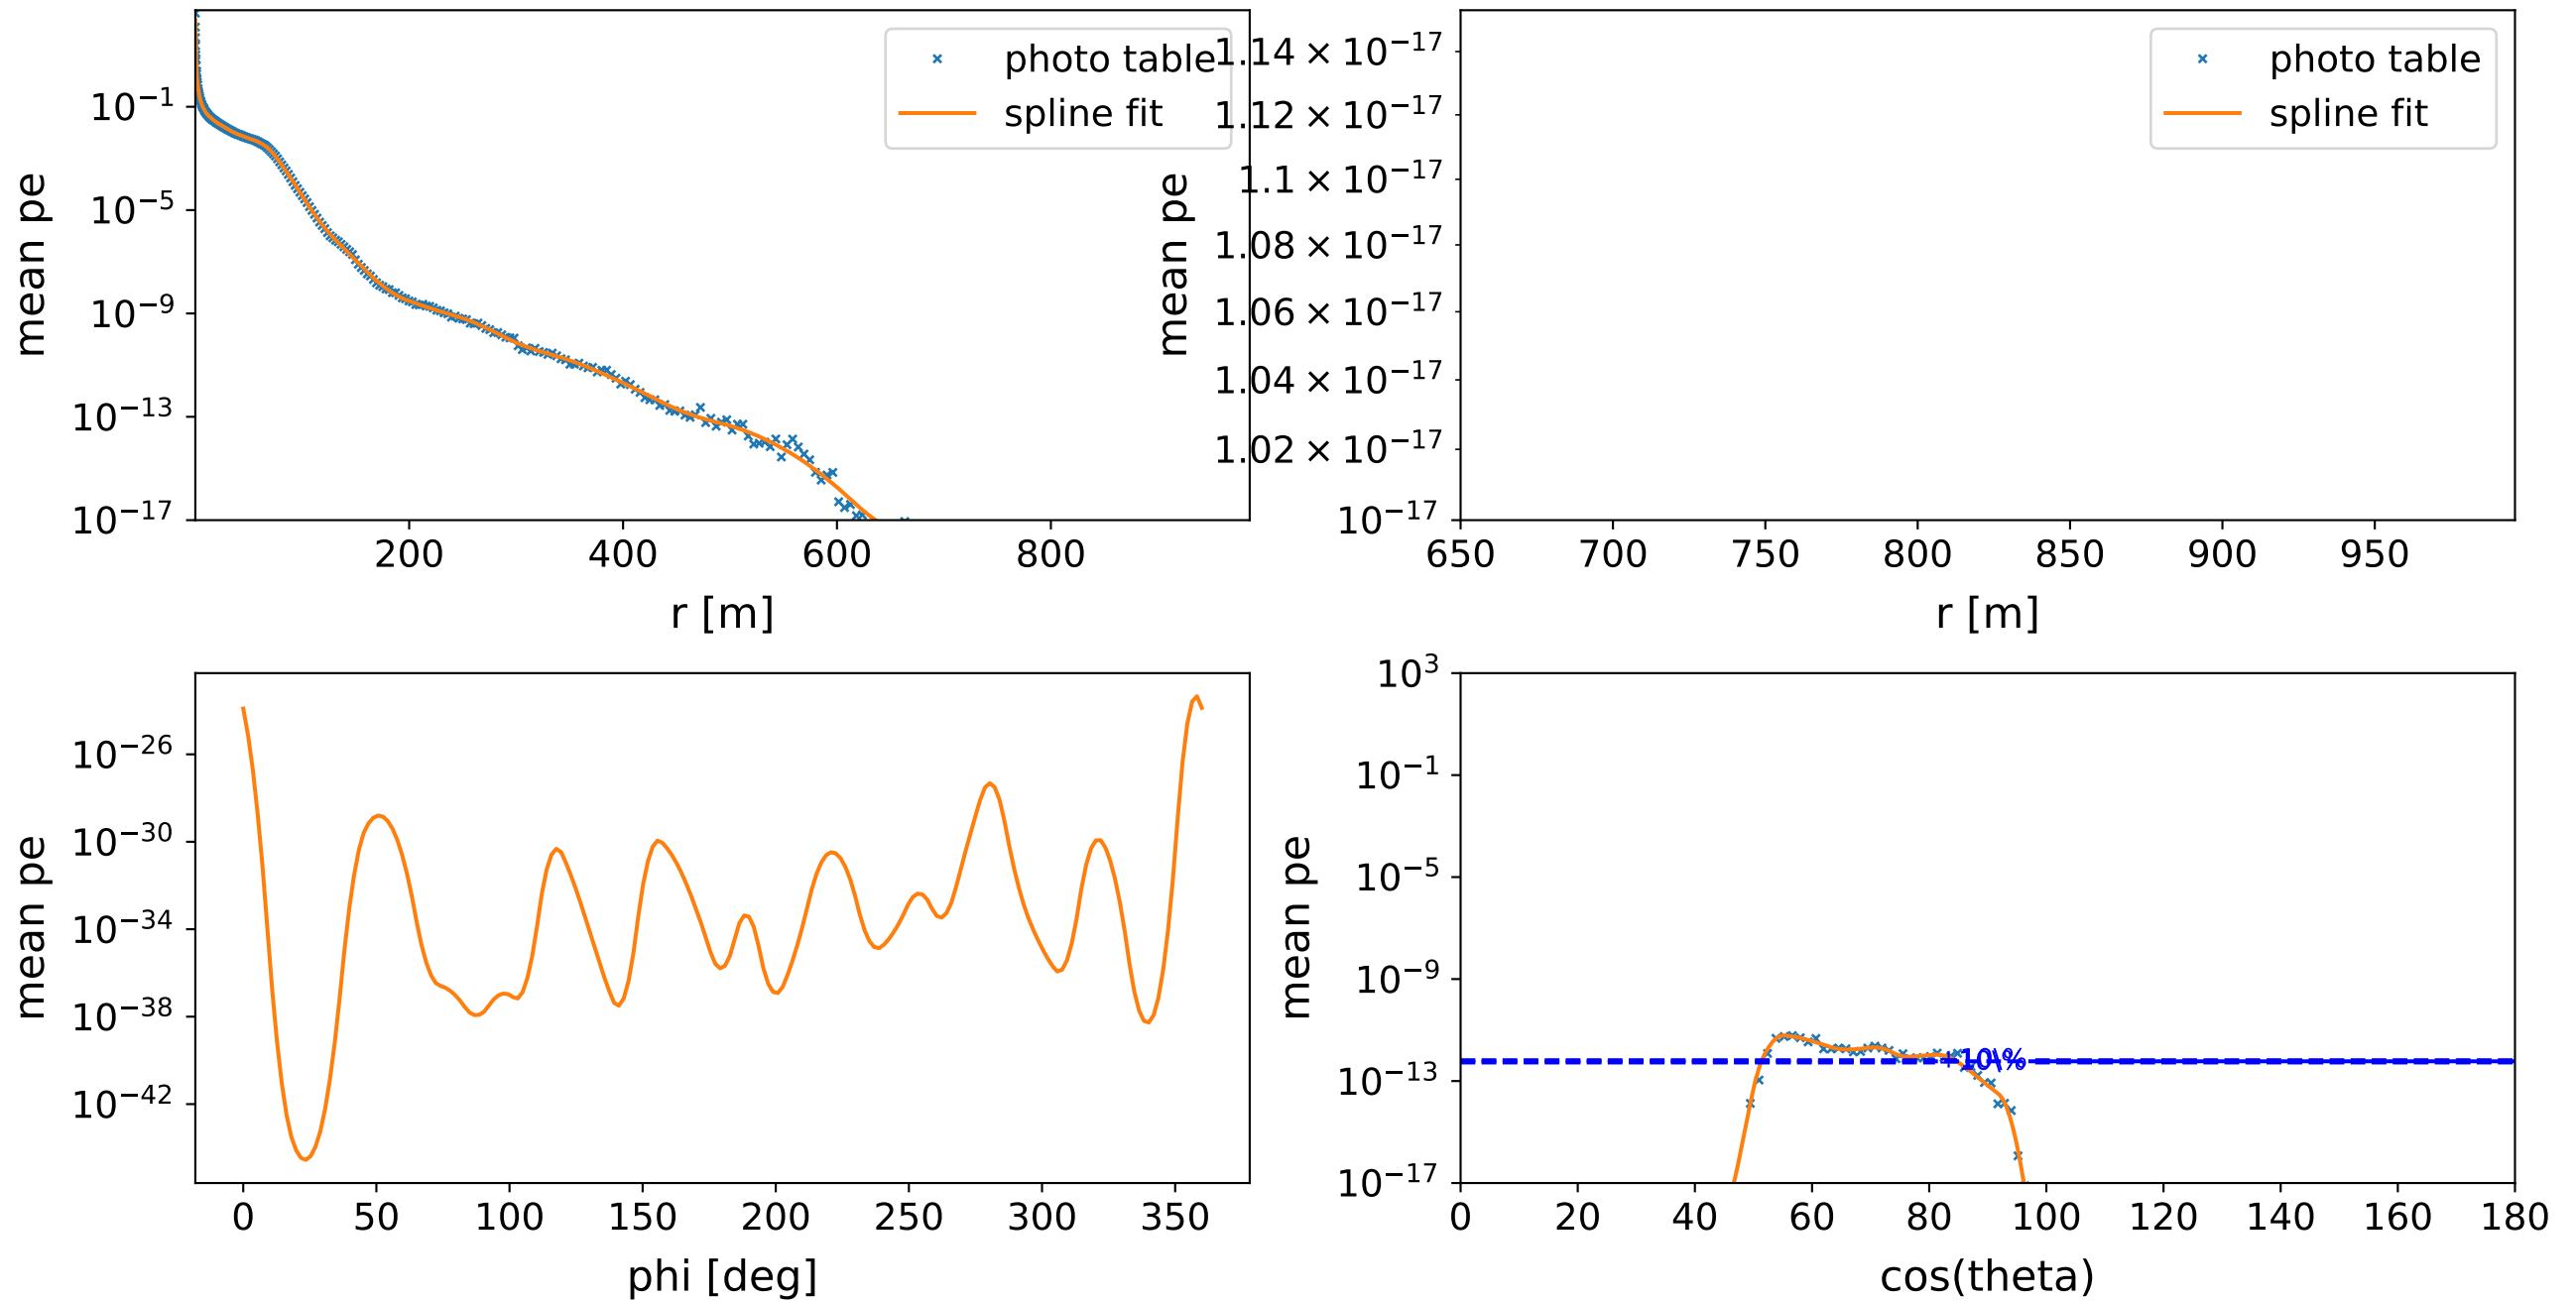 mean pe
10⁻¹
10⁻⁵
10⁻⁹
10⁻¹³
10⁻¹⁷
200 400 600 800
r [m]
photo table
spline fit
mean pe
1.14 × 10⁻¹⁷
1.12 × 10⁻¹⁷
1.1 × 10⁻¹⁷
1.08 × 10⁻¹⁷
1.06 × 10⁻¹⁷
1.04 × 10⁻¹⁷
1.02 × 10⁻¹⁷
10⁻¹⁷
650 700 750 800 850 900 950
r [m]
photo table
spline fit
mean pe
10⁻²⁶
10⁻³⁰
10⁻³⁴
10⁻³⁸
10⁻⁴²
0 50 100 150 200 250 300 350
phi [deg]
mean pe
10³
10⁻¹
10⁻⁵
10⁻⁹
10⁻¹³
10⁻¹⁷
0 20 40 60 80 100 120 140 160 180
cos(theta)